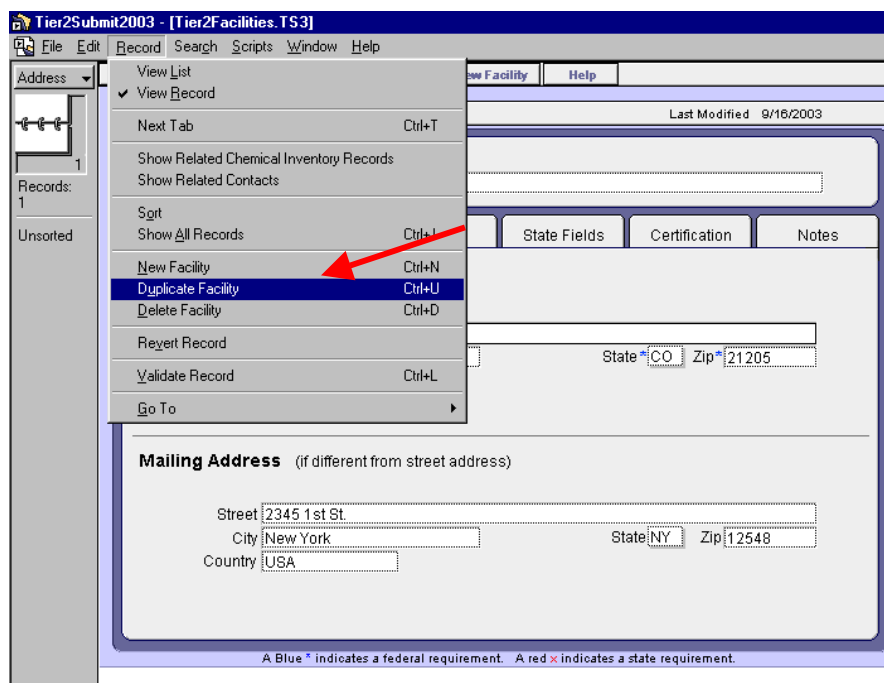 Tier2Submit2003 - [Tier2Facilities.TS3]
File Edit Record Search Scripts Window Help
Address
1
Records:
1
Unsorted
View List
View Record
Next Tab Ctrl+T
Show Related Chemical Inventory Records
Show Related Contacts
Sort
Show All Records
New Facility Ctrl+N
Duplicate Facility Ctrl+U
Delete Facility Ctrl+D
Revert Record
Validate Record Ctrl+L
Go To
Facility Help
Last Modified 9/16/2003
State Fields Certification Notes
State * CO Zip * 21205
Mailing Address (if different from street address)
Street 2345 1st St.
City New York State NY Zip 12548
Country USA
A Blue * indicates a federal requirement. A red x indicates a state requirement.